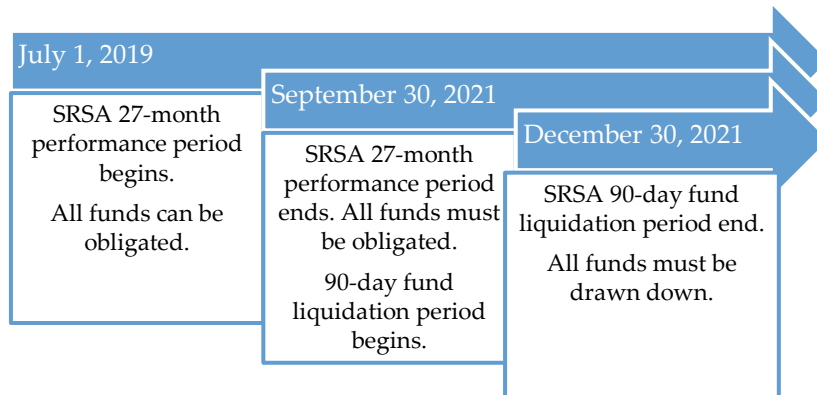 July 1, 2019
SRSA 27-month
performance period
begins.
All funds can be
obligated.
September 30, 2021
SRSA 27-month
performance period
ends. All funds must
be obligated.
90-day fund
liquidation period
begins.
December 30, 2021
SRSA 90-day fund
liquidation period end.
All funds must be
drawn down.